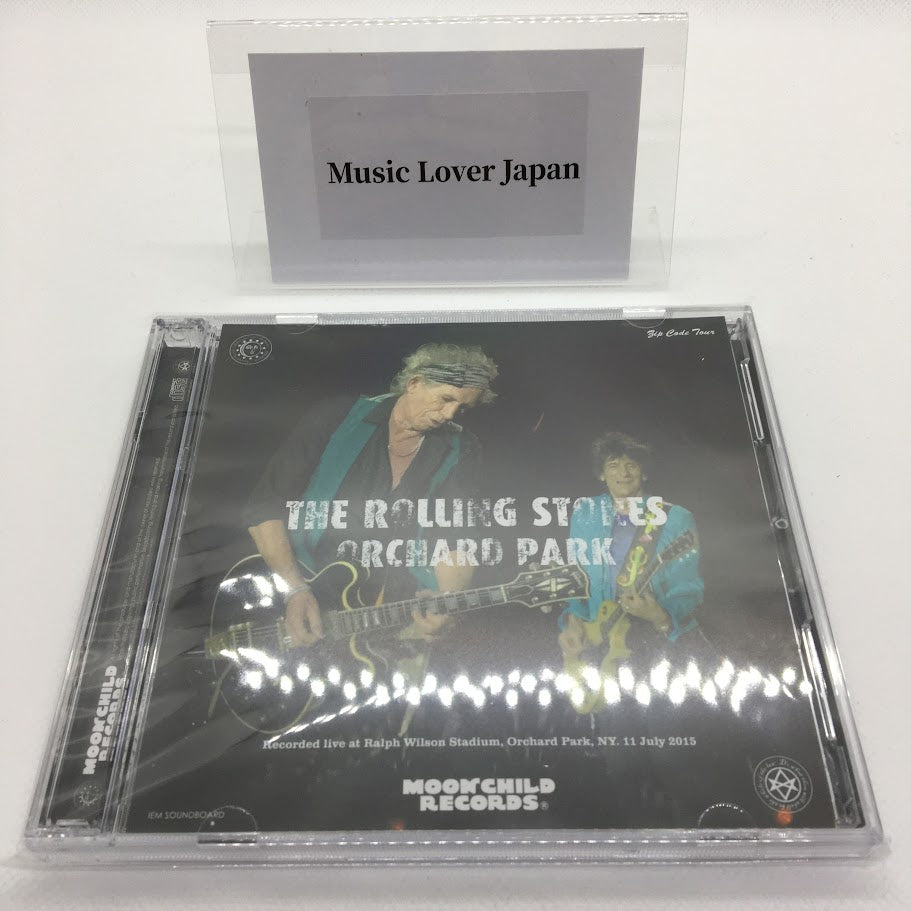 Music Lover Japan
Zip Code Tour
THE ROLLING STONES
ORCHARD PARK
Recorded live at Ralph Wilson Stadium, Orchard Park, NY. 11 July 2015
MOONCHILD
RECORDS®
IEM SOUNDBOARD
MOONCHILD
RECORDS